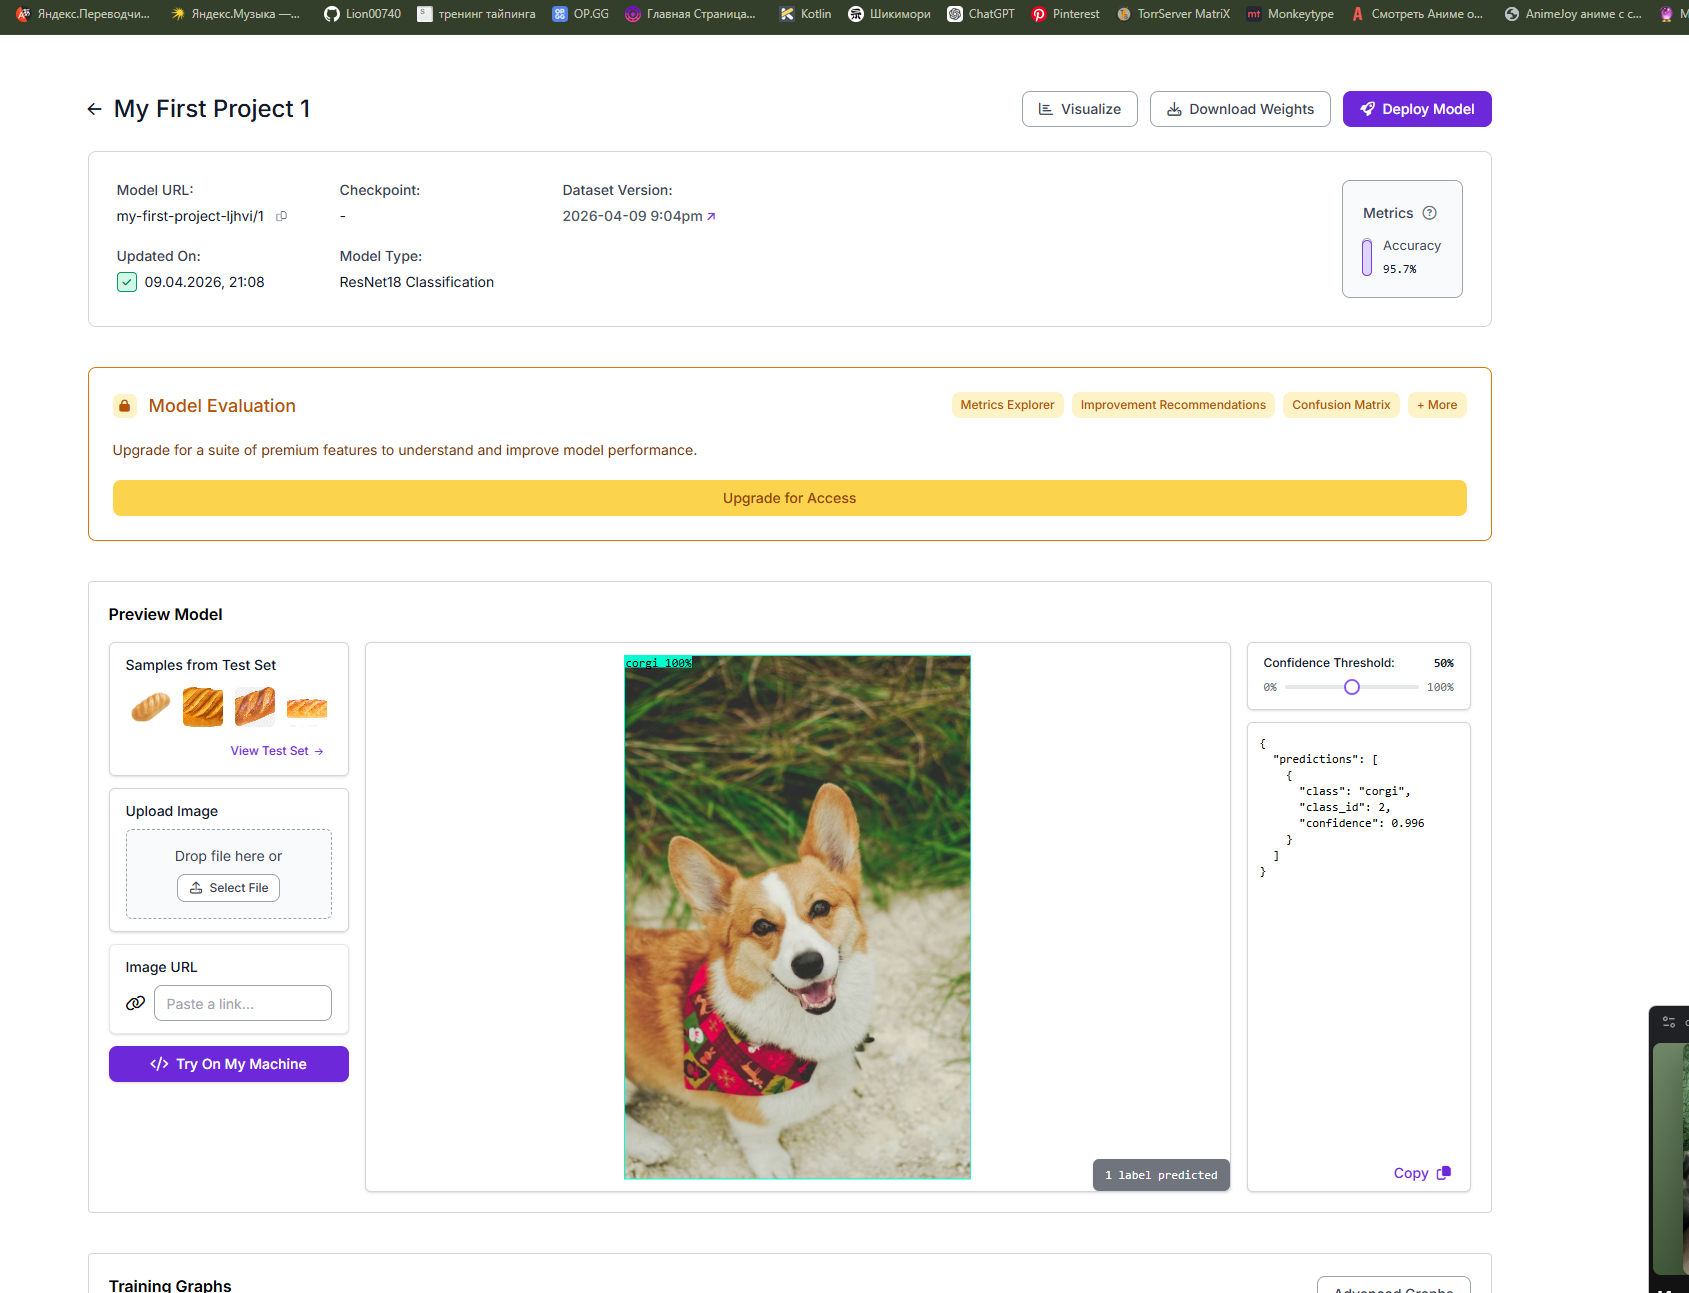 Яндекс.Переводчи... Яндекс.Музыка —... Lion00740 тренинг тайпинга OP.GG Главная Страница... Kotlin Шикимори ChatGPT Pinterest TorrServer MatriX Monkeytype Смотреть Аниме о... AnimeJoy аниме с с...
← My First Project 1
Visualize
Download Weights
Deploy Model
Model URL:
my-first-project-ljhvi/1
Checkpoint:
-
Dataset Version:
2026-04-09 9:04pm
Updated On:
09.04.2026, 21:08
Model Type:
ResNet18 Classification
Metrics
Accuracy
95.7%
Model Evaluation
Metrics Explorer
Improvement Recommendations
Confusion Matrix
+ More
Upgrade for a suite of premium features to understand and improve model performance.
Upgrade for Access
Preview Model
Samples from Test Set
View Test Set →
Upload Image
Drop file here or
Select File
Image URL
Paste a link...
</> Try On My Machine
corgi 100%
1 label predicted
Confidence Threshold: 50%
0% 100%
{
"predictions": [
{
"class": "corgi",
"class_id": 2,
"confidence": 0.996
}
]
}
Copy
Training Graphs
Advanced Graphs